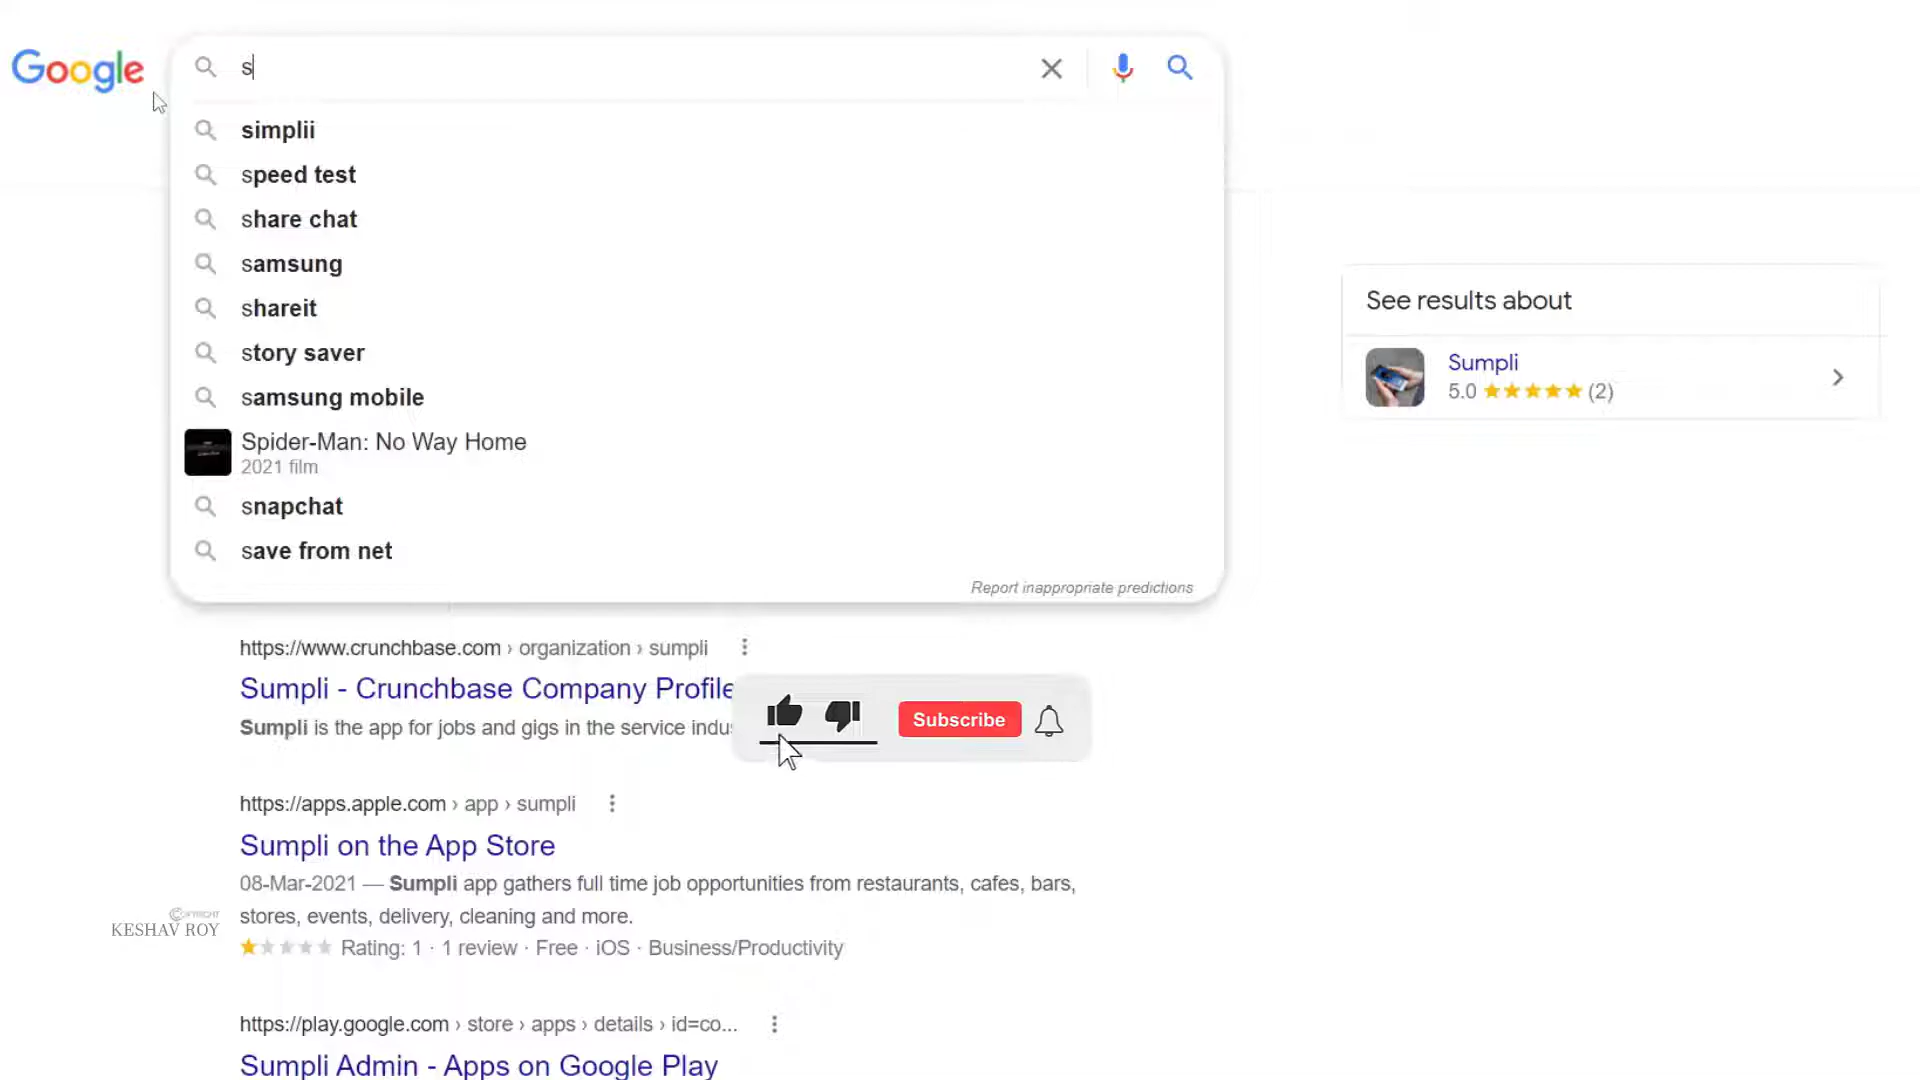 Google
s
simplii
speed test
share chat
samsung
shareit
story saver
samsung mobile
Spider-Man: No Way Home
2021 film
snapchat
save from net
Report inappropriate predictions
See results about
Sumpli
5.0 (2)
https://www.crunchbase.com › organization › sumpli
Sumpli - Crunchbase Company Profile
Sumpli is the app for jobs and gigs in the service indu
Subscribe
https://apps.apple.com › app › sumpli
Sumpli on the App Store
08-Mar-2021 — Sumpli app gathers full time job opportunities from restaurants, cafes, bars,
stores, events, delivery, cleaning and more.
Rating: 1 · 1 review · Free · iOS · Business/Productivity
COPYRIGHT
KESHAV ROY
https://play.google.com › store › apps › details › id=co...
Sumpli Admin - Apps on Google Play